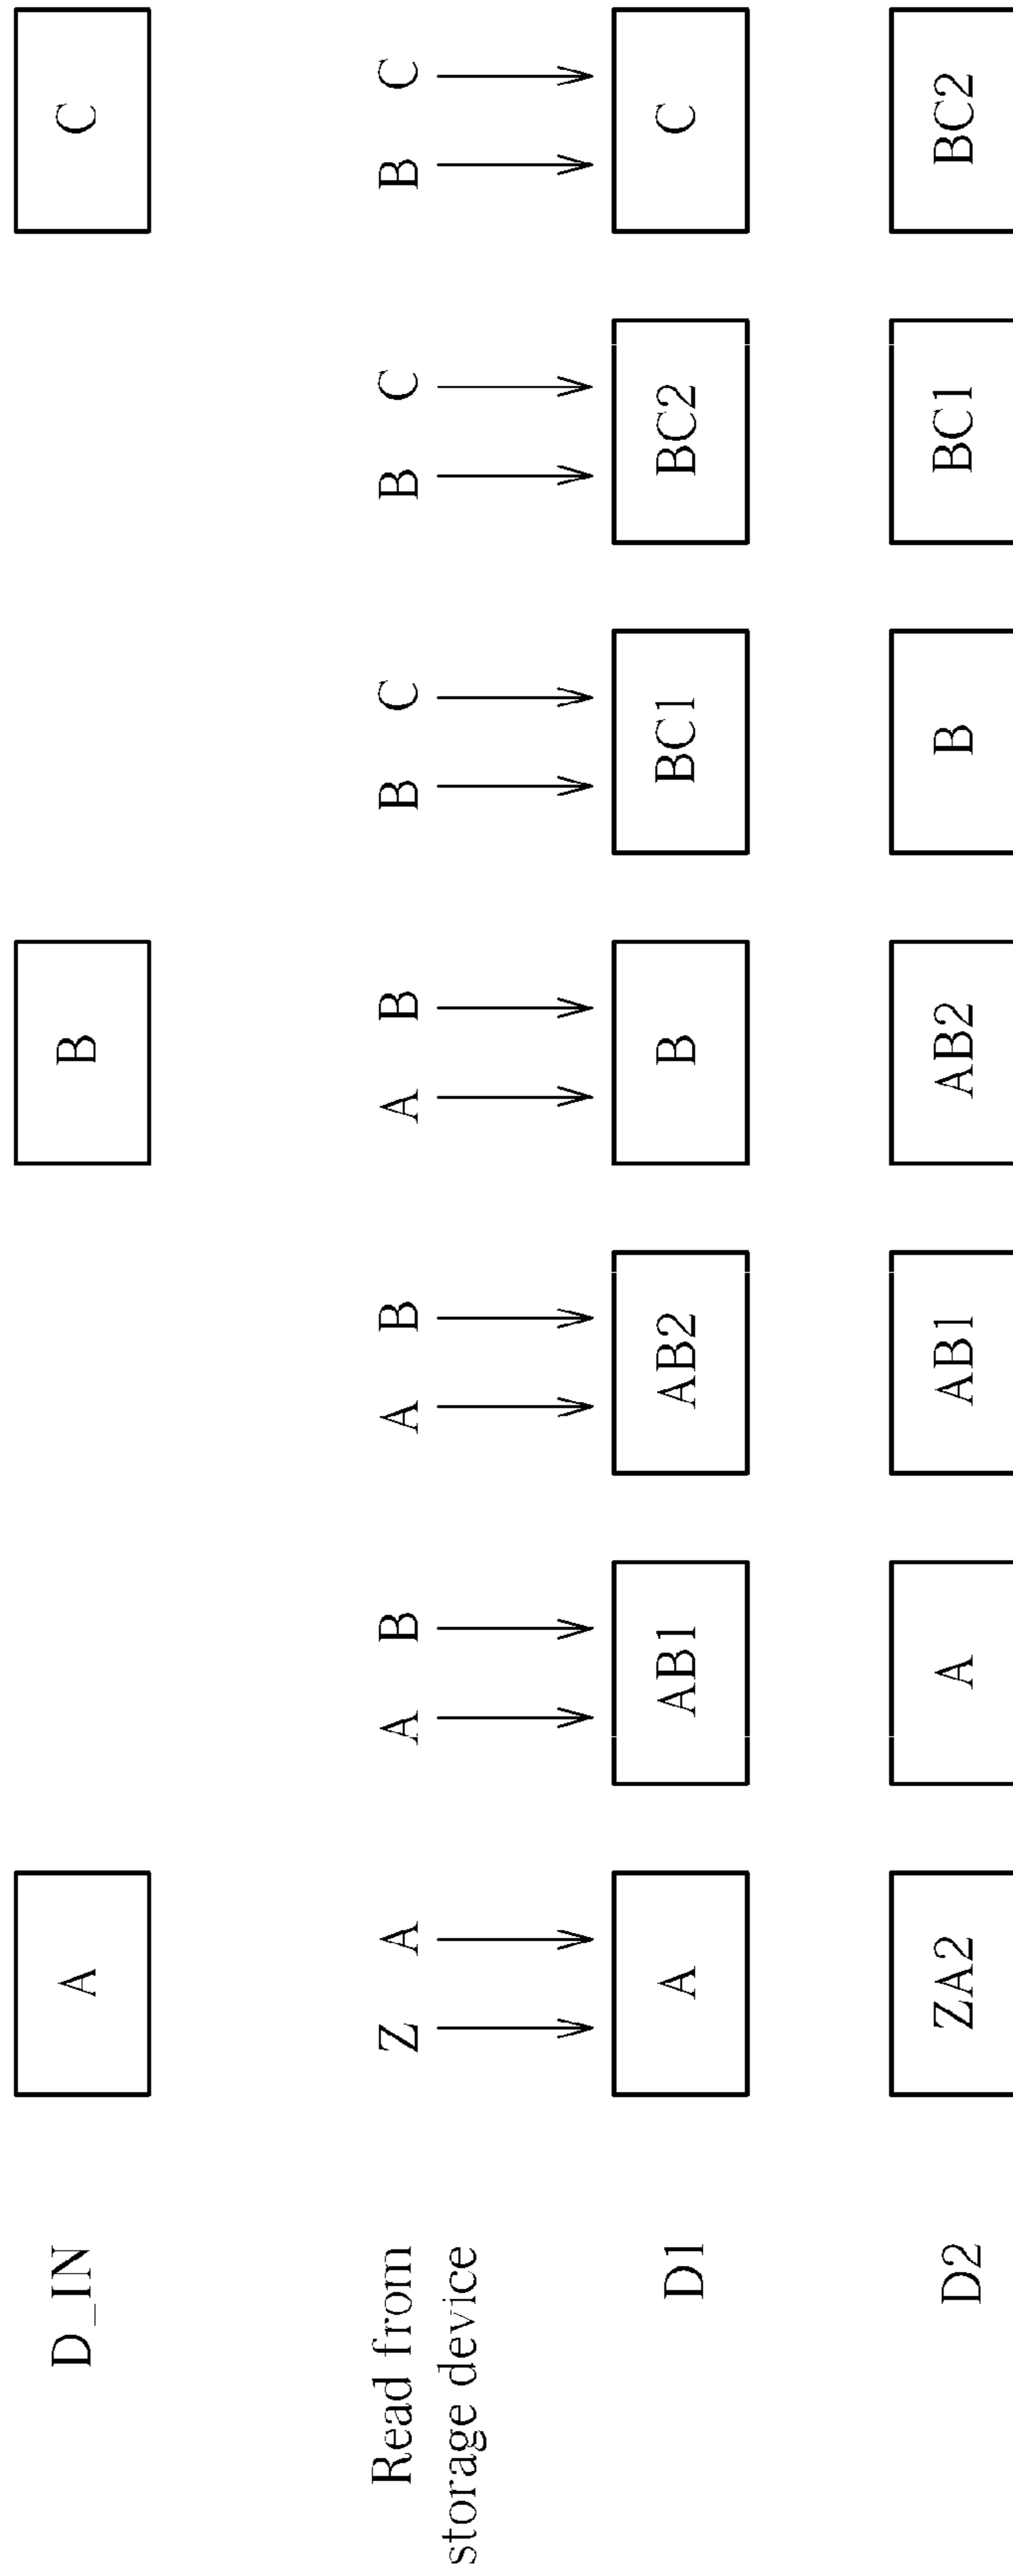 D_IN A B C
Read from Z A A B A B A B B C B C B C
storage device
D1 A AB1 AB2 B BC1 BC2 C
D2 ZA2 A AB1 AB2 B BC1 BC2